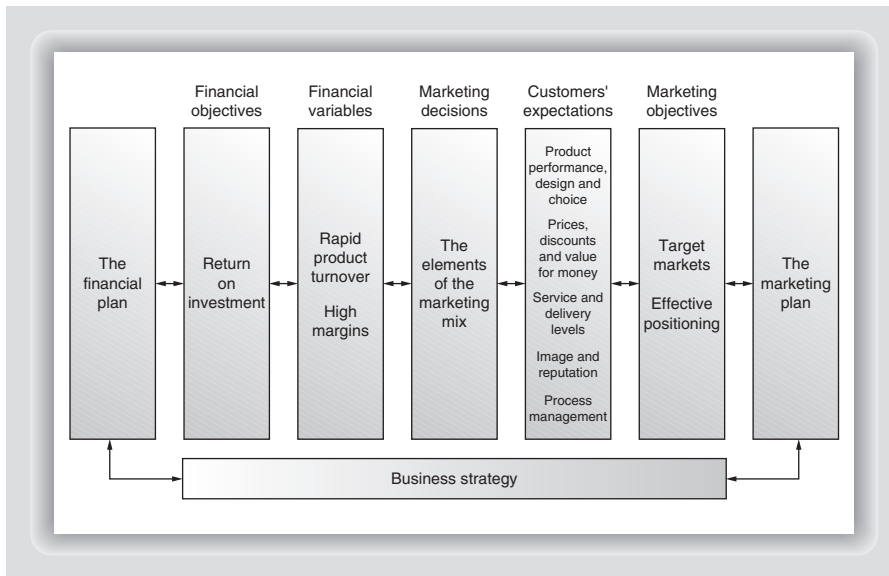 Financial
objectives
Financial
variables
Marketing
decisions
Customers'
expectations
Marketing
objectives
The
financial
plan
Return
on
investment
Rapid
product
turnover
High
margins
The
elements
of the
marketing
mix
Product
performance,
design and
choice
Prices,
discounts
and value
for money
Service and
delivery
levels
Image and
reputation
Process
management
Target
markets
Effective
positioning
The
marketing
plan
Business strategy